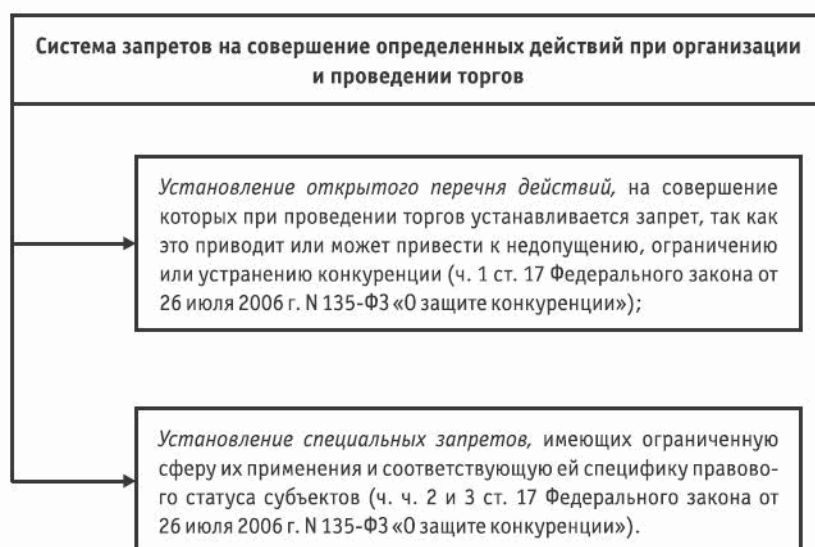 Система запретов на совершение определенных действий при организации
и проведении торгов
Установление открытого перечня действий, на совершение
которых при проведении торгов устанавливается запрет, так как
это приводит или может привести к недопущению, ограничению
или устранению конкуренции (ч. 1 ст. 17 Федерального закона от
26 июля 2006 г. N 135-ФЗ «О защите конкуренции»);
Установление специальных запретов, имеющих ограниченную
сферу их применения и соответствующую ей специфику правово-
го статуса субъектов (ч. ч. 2 и 3 ст. 17 Федерального закона от
26 июля 2006 г. N 135-ФЗ «О защите конкуренции»).